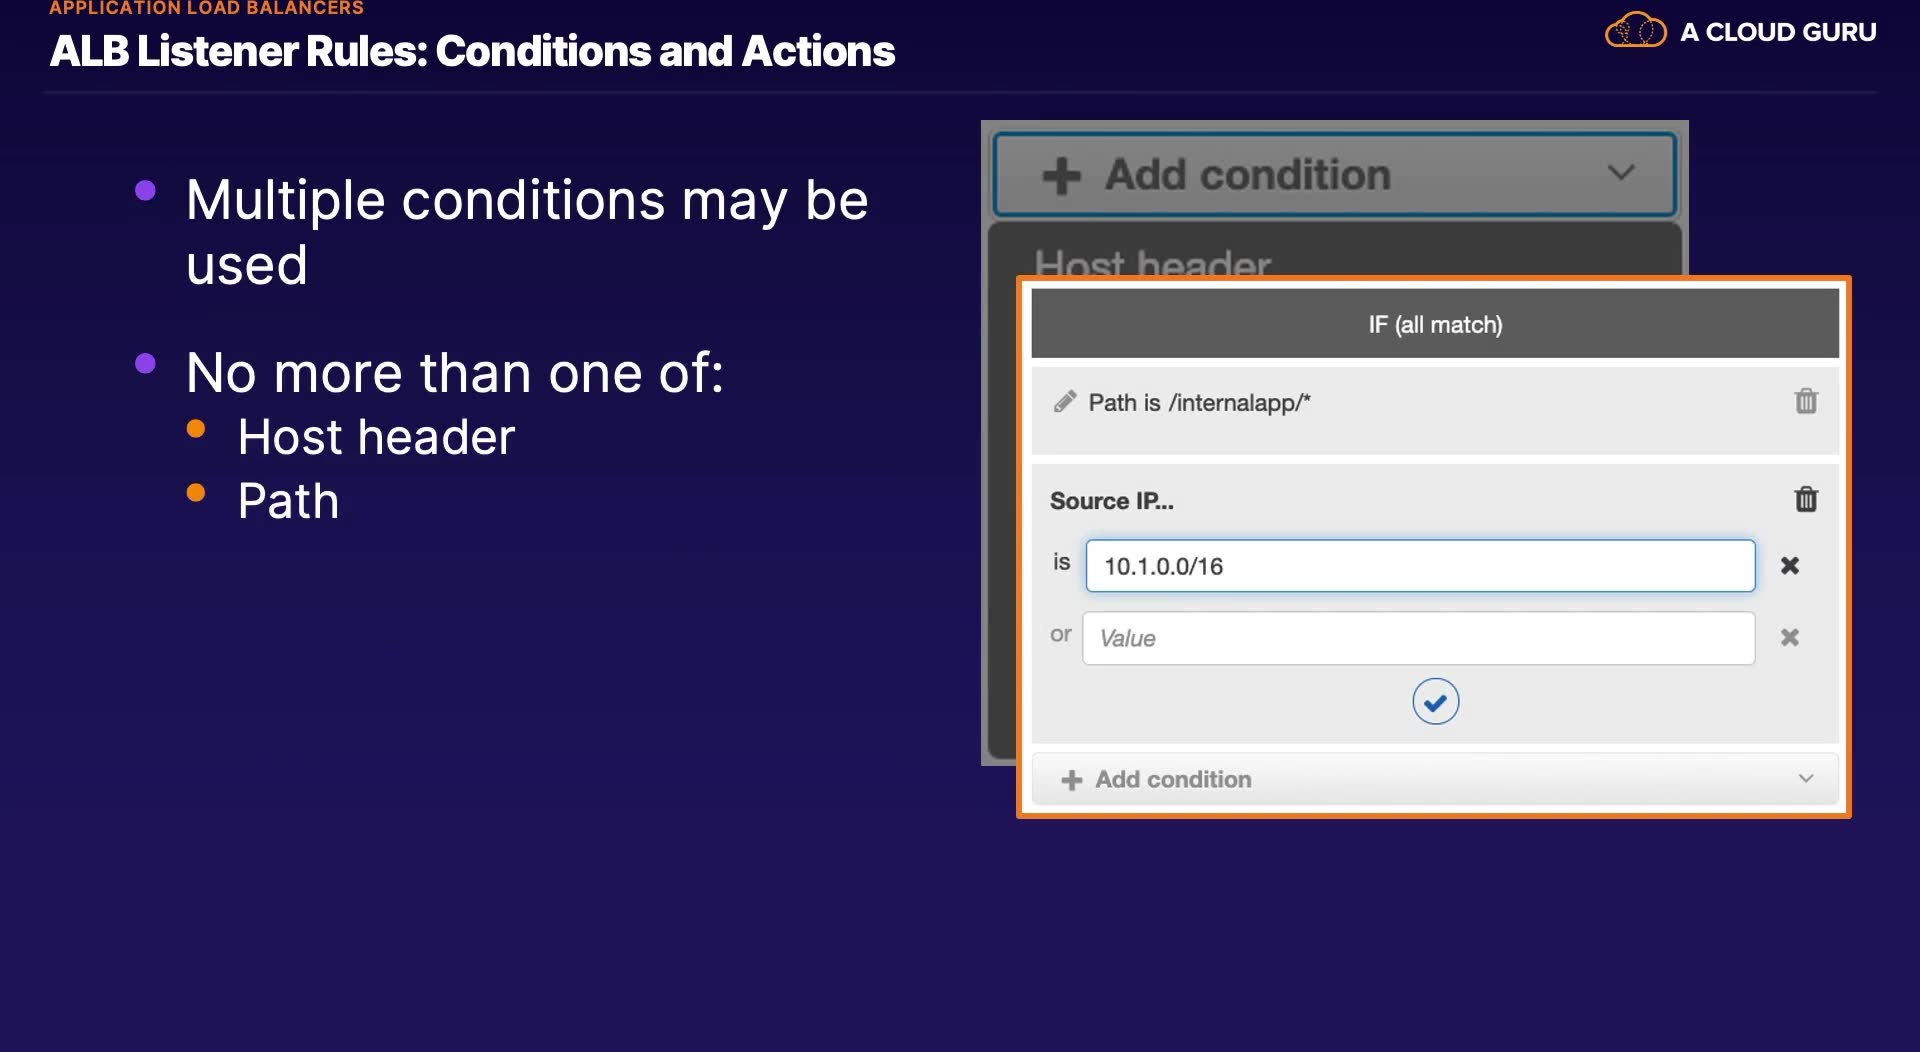 APPLICATION LOAD BALANCERS
ALB Listener Rules: Conditions and Actions
A CLOUD GURU
Multiple conditions may be
used
No more than one of:
Host header
Path
Add condition
Host header
IF (all match)
Path is /internalapp/*
Source IP...
is 10.1.0.0/16
or Value
Add condition